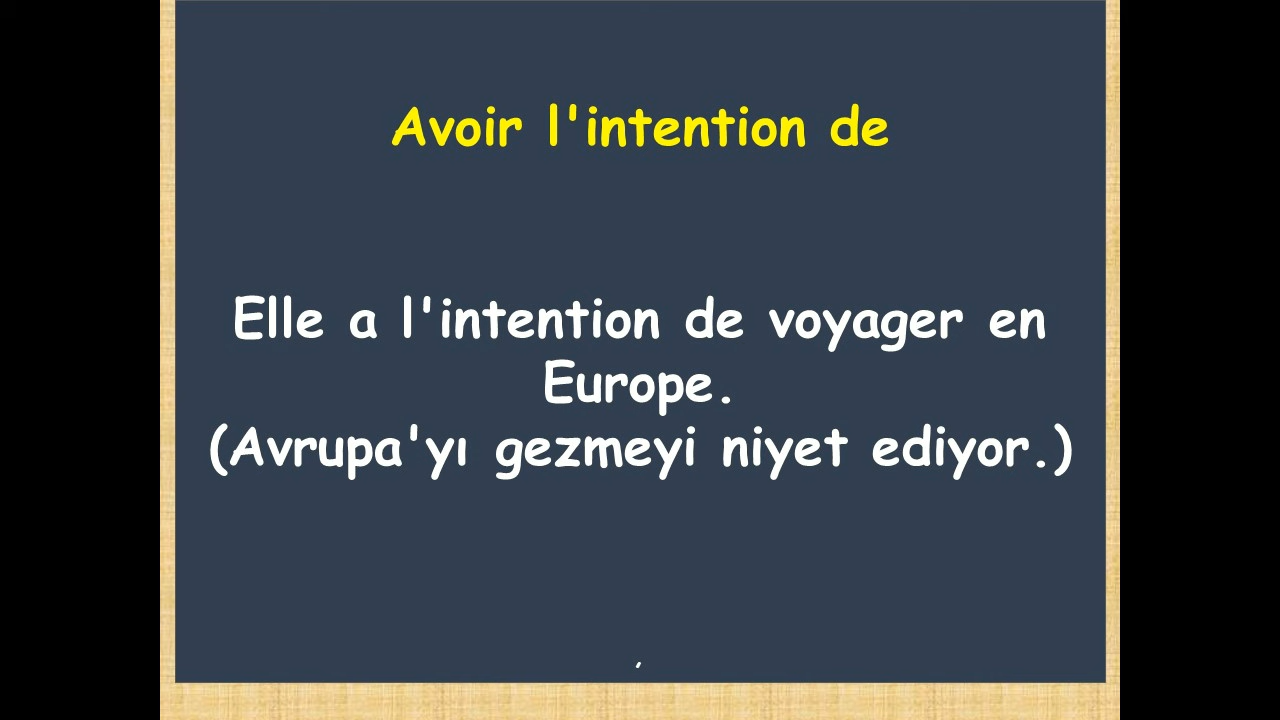 Avoir l'intention de
Elle a l'intention de voyager en
Europe.
(Avrupa'yı gezmeyi niyet ediyor.)
,